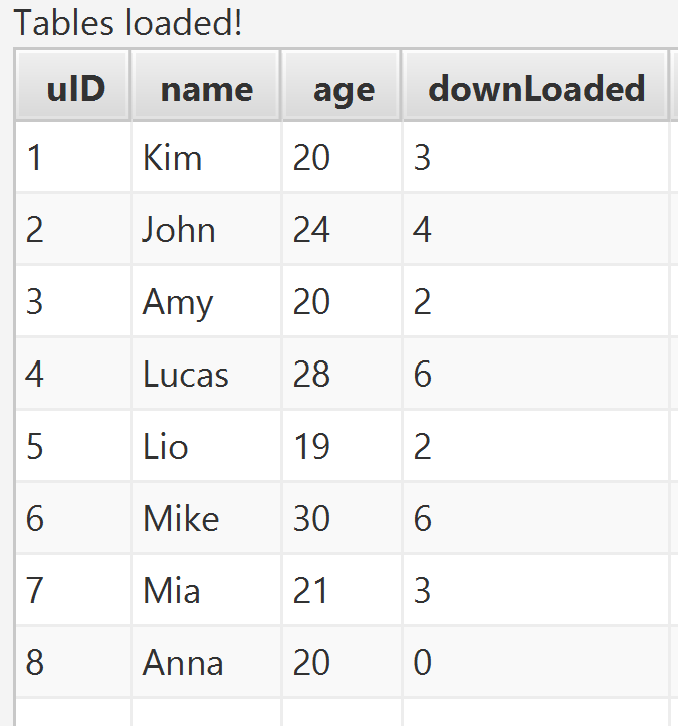 Tables loaded!
uID name age downLoaded
1 Kim 20 3
2 John 24 4
3 Amy 20 2
4 Lucas 28 6
5 Lio 19 2
6 Mike 30 6
7 Mia 21 3
8 Anna 20 0